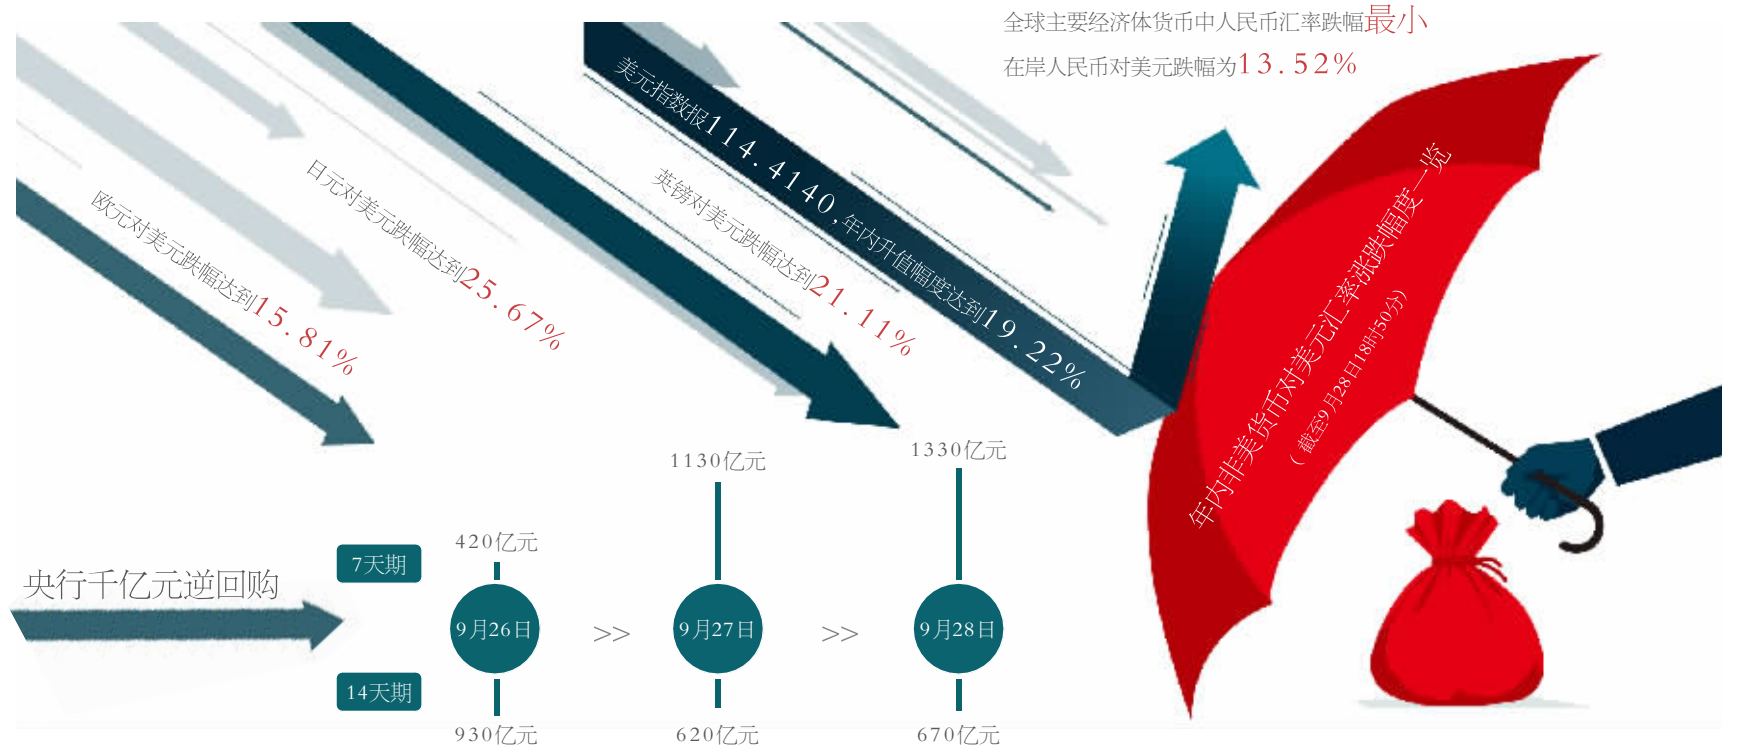 全球主要经济体货币中人民币汇率跌幅最小
在岸人民币对美元跌幅为13.52%
美元指数报114.4140,年内升值幅度达到19.22%
英镑对美元跌幅达到21.11%
日元对美元跌幅达到25.67%
欧元对美元跌幅达到15.81%
年内非美货币对美元汇率涨跌幅度一览
(截至9月28日18时50分)
央行千亿元逆回购
7天期
420亿元
1130亿元
1330亿元
9月26日
>>
9月27日
>>
9月28日
14天期
930亿元
620亿元
670亿元